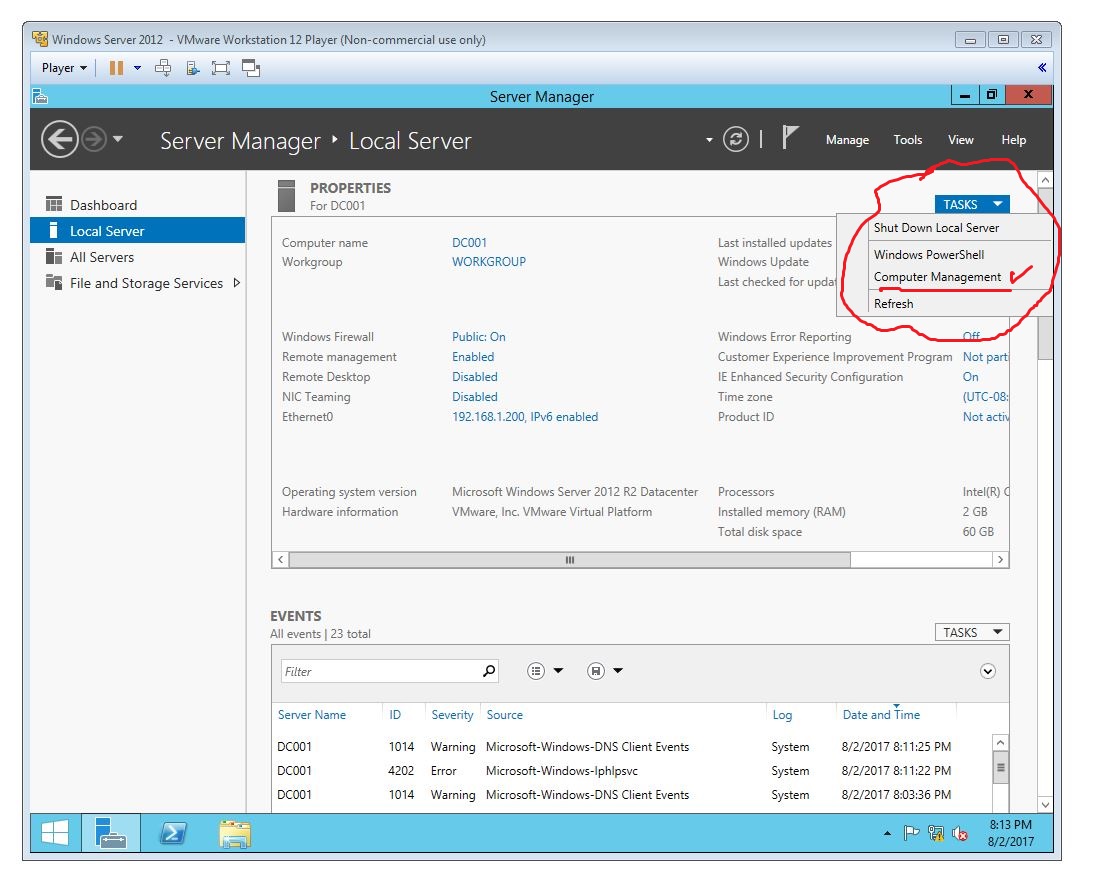 Windows Server 2012 - VMware Workstation 12 Player (Non-commercial use only)
Player
Server Manager
Server Manager ‣ Local Server
Manage Tools View Help
Dashboard
Local Server
All Servers
File and Storage Services
PROPERTIES
For DC001
TASKS
Shut Down Local Server
Windows PowerShell
Computer Management
Refresh
Computer name DC001 Last installed updates
Workgroup WORKGROUP Windows Update
Last checked for updat
Windows Firewall Public: On Windows Error Reporting Off
Remote management Enabled Customer Experience Improvement Program Not parti
Remote Desktop Disabled IE Enhanced Security Configuration On
NIC Teaming Disabled Time zone (UTC-08:
Ethernet0 192.168.1.200, IPv6 enabled Product ID Not activ
Operating system version Microsoft Windows Server 2012 R2 Datacenter Processors Intel(R) C
Hardware information VMware, Inc. VMware Virtual Platform Installed memory (RAM) 2 GB
Total disk space 60 GB
EVENTS
All events | 23 total
TASKS
Filter
Server Name ID Severity Source Log Date and Time
DC001 1014 Warning Microsoft-Windows-DNS Client Events System 8/2/2017 8:11:25 PM
DC001 4202 Error Microsoft-Windows-Iphlpsvc System 8/2/2017 8:11:22 PM
DC001 1014 Warning Microsoft-Windows-DNS Client Events System 8/2/2017 8:03:36 PM
8:13 PM
8/2/2017